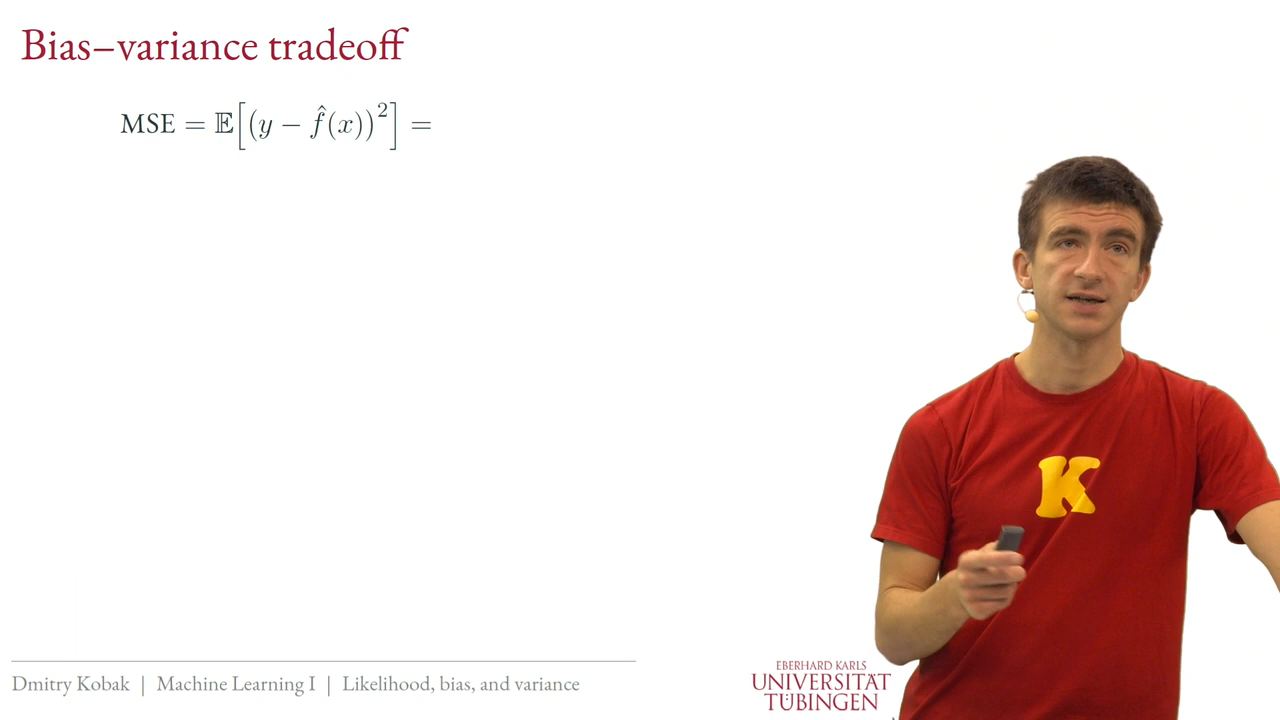 Bias–variance tradeoff
MSE = 𝔼[(y − f̂(x))²] =
K
Dmitry Kobak | Machine Learning I | Likelihood, bias, and variance
EBERHARD KARLS
UNIVERSITÄT
TÜBINGEN